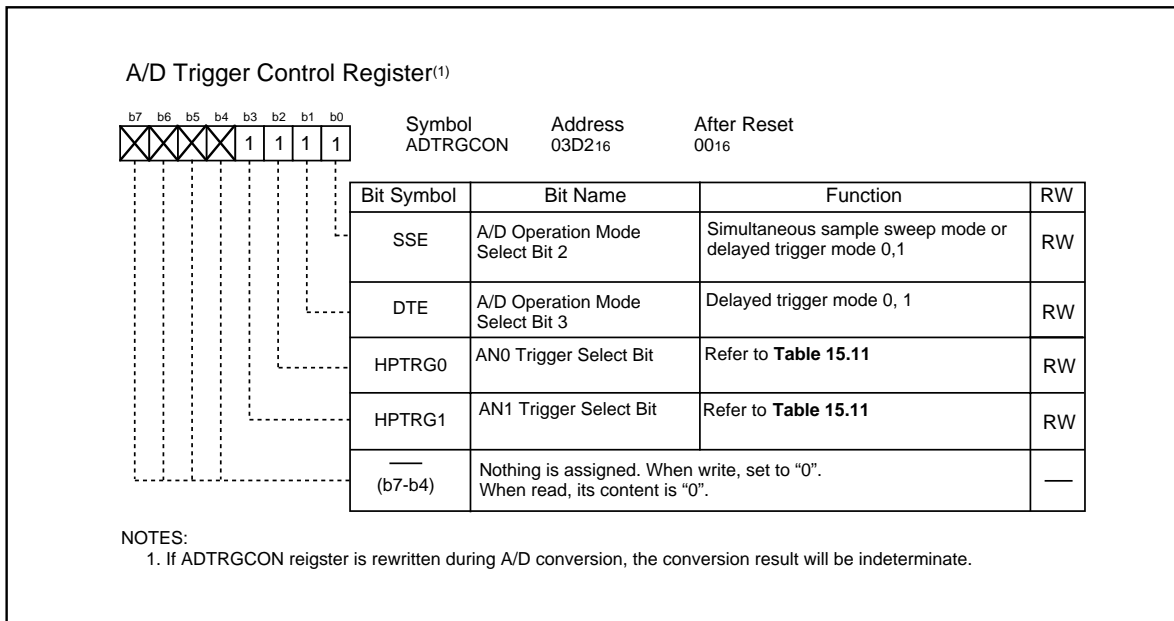 A/D Trigger Control Register(1)
b7 b6 b5 b4 b3 b2 b1 b0
1 1 1 1
Symbol Address After Reset
ADTRGCON 03D216 0016
Bit Symbol Bit Name Function RW
SSE A/D Operation Mode Select Bit 2 Simultaneous sample sweep mode or delayed trigger mode 0,1 RW
DTE A/D Operation Mode Select Bit 3 Delayed trigger mode 0, 1 RW
HPTRG0 AN0 Trigger Select Bit Refer to Table 15.11 RW
HPTRG1 AN1 Trigger Select Bit Refer to Table 15.11 RW
— (b7-b4) Nothing is assigned. When write, set to “0”. When read, its content is “0”. —
NOTES:
1. If ADTRGCON reigster is rewritten during A/D conversion, the conversion result will be indeterminate.